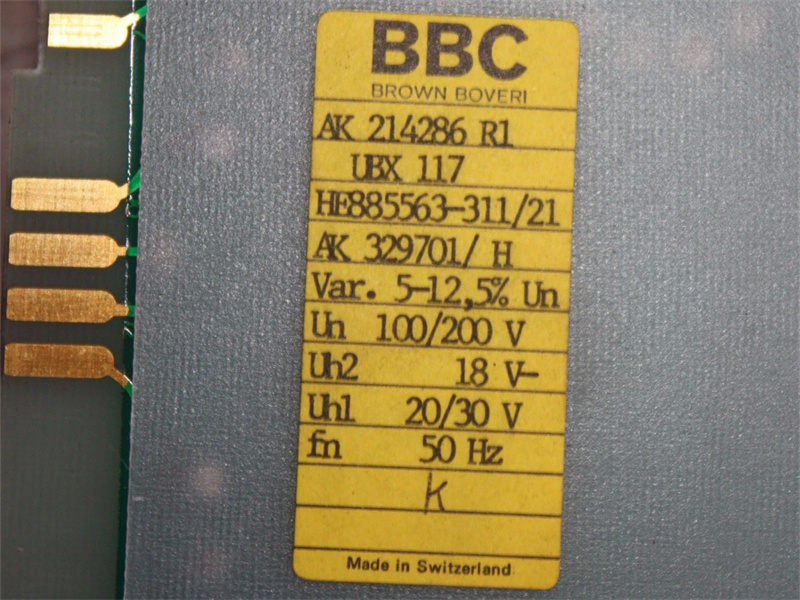 BBC
BROWN BOVERI
AK 214286 R1
UBX 117
HE885563-311/21
AK 329701/ H
Var. 5-12,5% Un
Un 100/200 V
Uh2 18 V-
Uh1 20/30 V
fn 50 Hz
K
Made in Switzerland